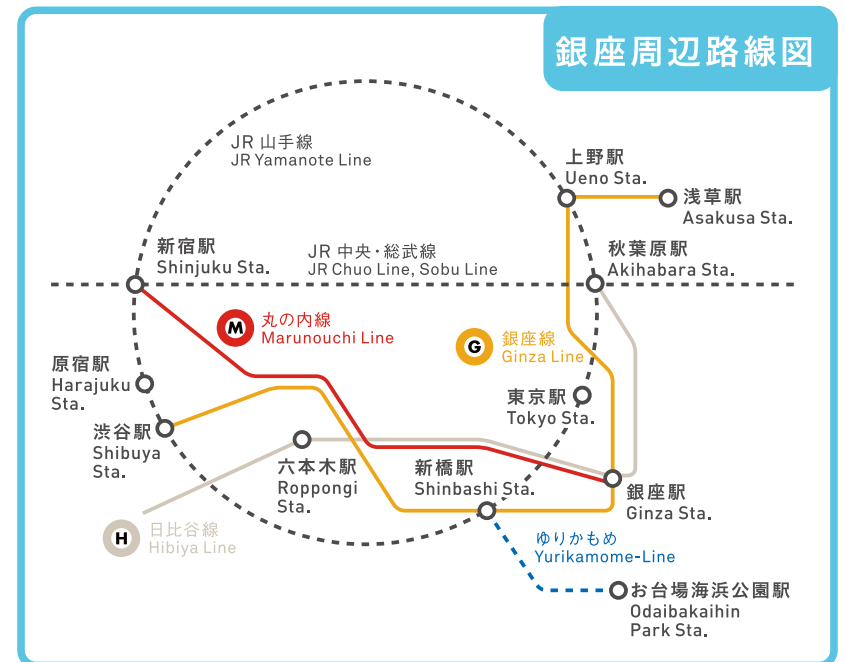 銀座周辺路線図
JR 山手線
JR Yamanote Line
上野駅
Ueno Sta.
浅草駅
Asakusa Sta.
新宿駅
Shinjuku Sta.
JR 中央・総武線
JR Chuo Line, Sobu Line
秋葉原駅
Akihabara Sta.
M
丸の内線
Marunouchi Line
G
銀座線
Ginza Line
原宿駅
Harajuku
Sta.
東京駅
Tokyo Sta.
渋谷駅
Shibuya
Sta.
六本木駅
Roppongi
Sta.
新橋駅
Shinbashi Sta.
銀座駅
Ginza Sta.
H
日比谷線
Hibiya Line
ゆりかもめ
Yurikamome-Line
お台場海浜公園駅
Odaibakaihin
Park Sta.